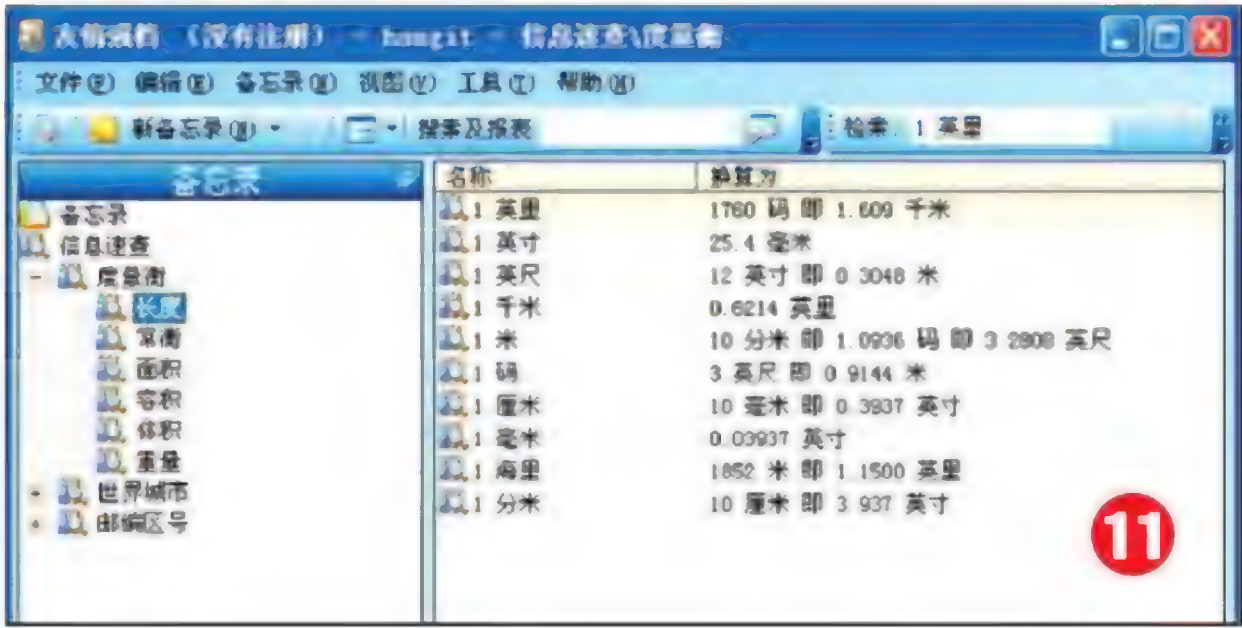 友情强档 (没有注册) - hongit - 信息速查\度量衡
文件(F) 编辑(E) 备忘录(M) 视图(V) 工具(T) 帮助(H)
新备忘录(N) 搜索及报表 检索: 1 英里
备忘录
备忘录
信息速查
度量衡
长度
常衡
面积
容积
体积
重量
世界城市
邮编区号
名称 换算为
1 英里 1760 码 即 1.609 千米
1 英寸 25.4 毫米
1 英尺 12 英寸 即 0.3048 米
1 千米 0.6214 英里
1 米 10 分米 即 1.0936 码 即 3.2808 英尺
1 码 3 英尺 即 0.9144 米
1 厘米 10 毫米 即 0.3937 英寸
1 毫米 0.03937 英寸
1 海里 1852 米 即 1.1500 英里
1 分米 10 厘米 即 3.937 英寸
11